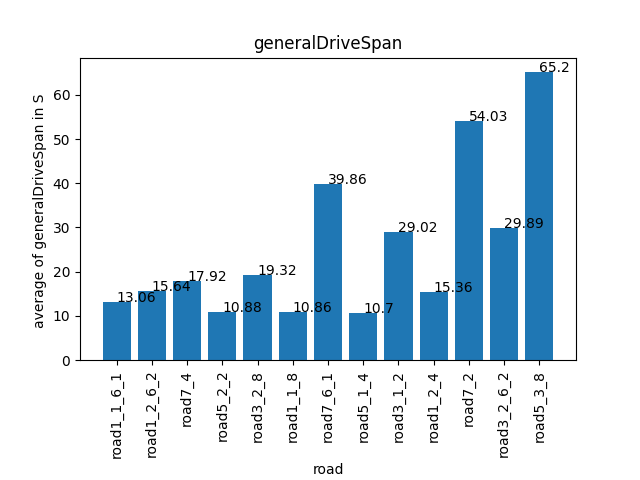 generalDriveSpan
average of generalDriveSpan in S
60
50
40
30
20
10
0
13.06
15.64
17.92
10.88
19.32
10.86
39.86
10.7
29.02
15.36
54.03
29.89
65.2
road1_1_6_1
road1_2_6_2
road7_4
road5_2_2
road3_2_8
road1_1_8
road7_6_1
road5_1_4
road3_1_2
road1_2_4
road7_2
road3_2_6_2
road5_3_8
road